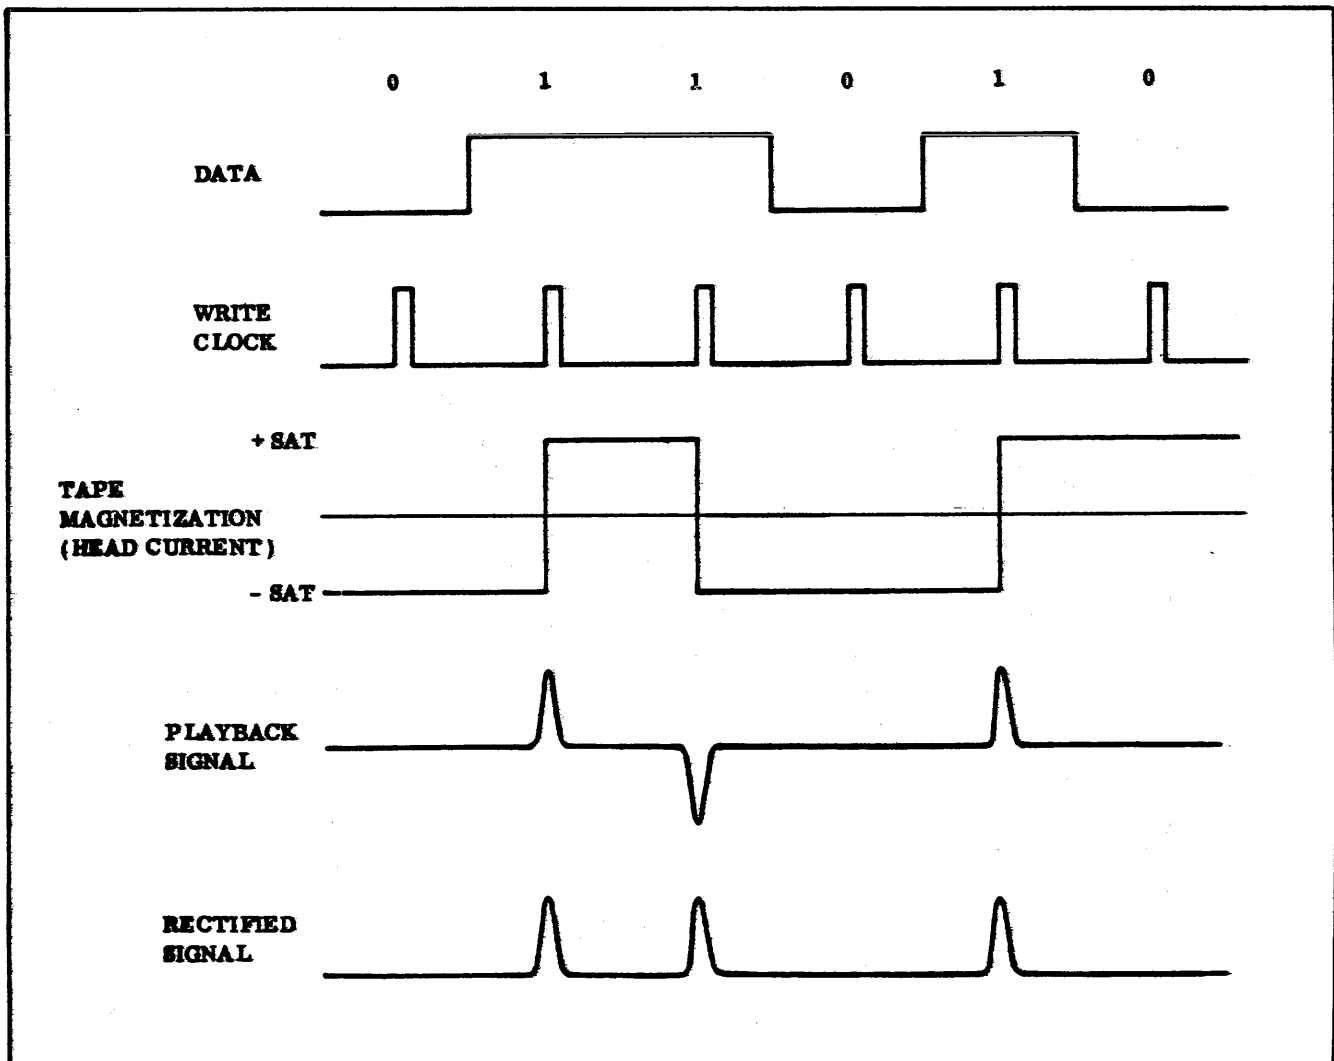 0 1 1 0 1 0
DATA
WRITE
CLOCK
+ SAT
TAPE
MAGNETIZATION
(HEAD CURRENT)
- SAT
PLAYBACK
SIGNAL
RECTIFIED
SIGNAL